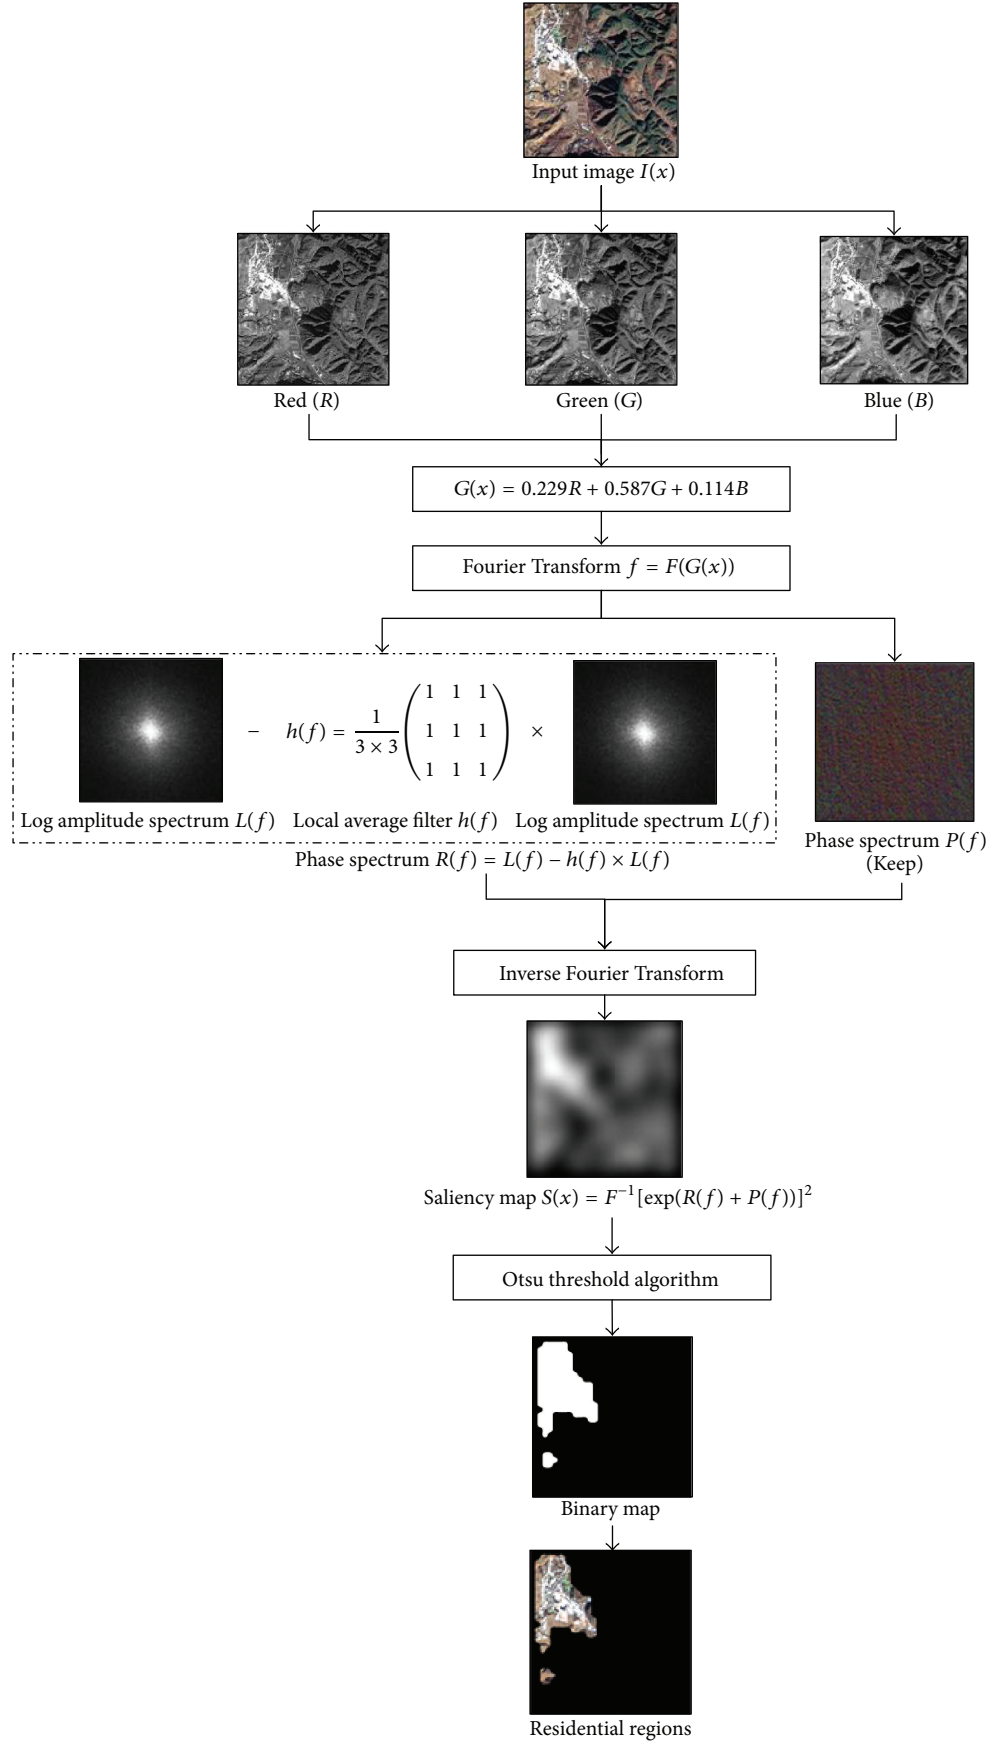 Input image I(x)
Red (R)
Green (G)
Blue (B)
G(x) = 0.229R + 0.587G + 0.114B
Fourier Transform f = F(G(x))
− h(f) = 1/(3 × 3) (1 1 1
1 1 1
1 1 1) ×
Log amplitude spectrum L(f) Local average filter h(f) Log amplitude spectrum L(f)
Phase spectrum P(f)
(Keep)
Phase spectrum R(f) = L(f) − h(f) × L(f)
Inverse Fourier Transform
Saliency map S(x) = F⁻¹[exp(R(f) + P(f))]²
Otsu threshold algorithm
Binary map
Residential regions